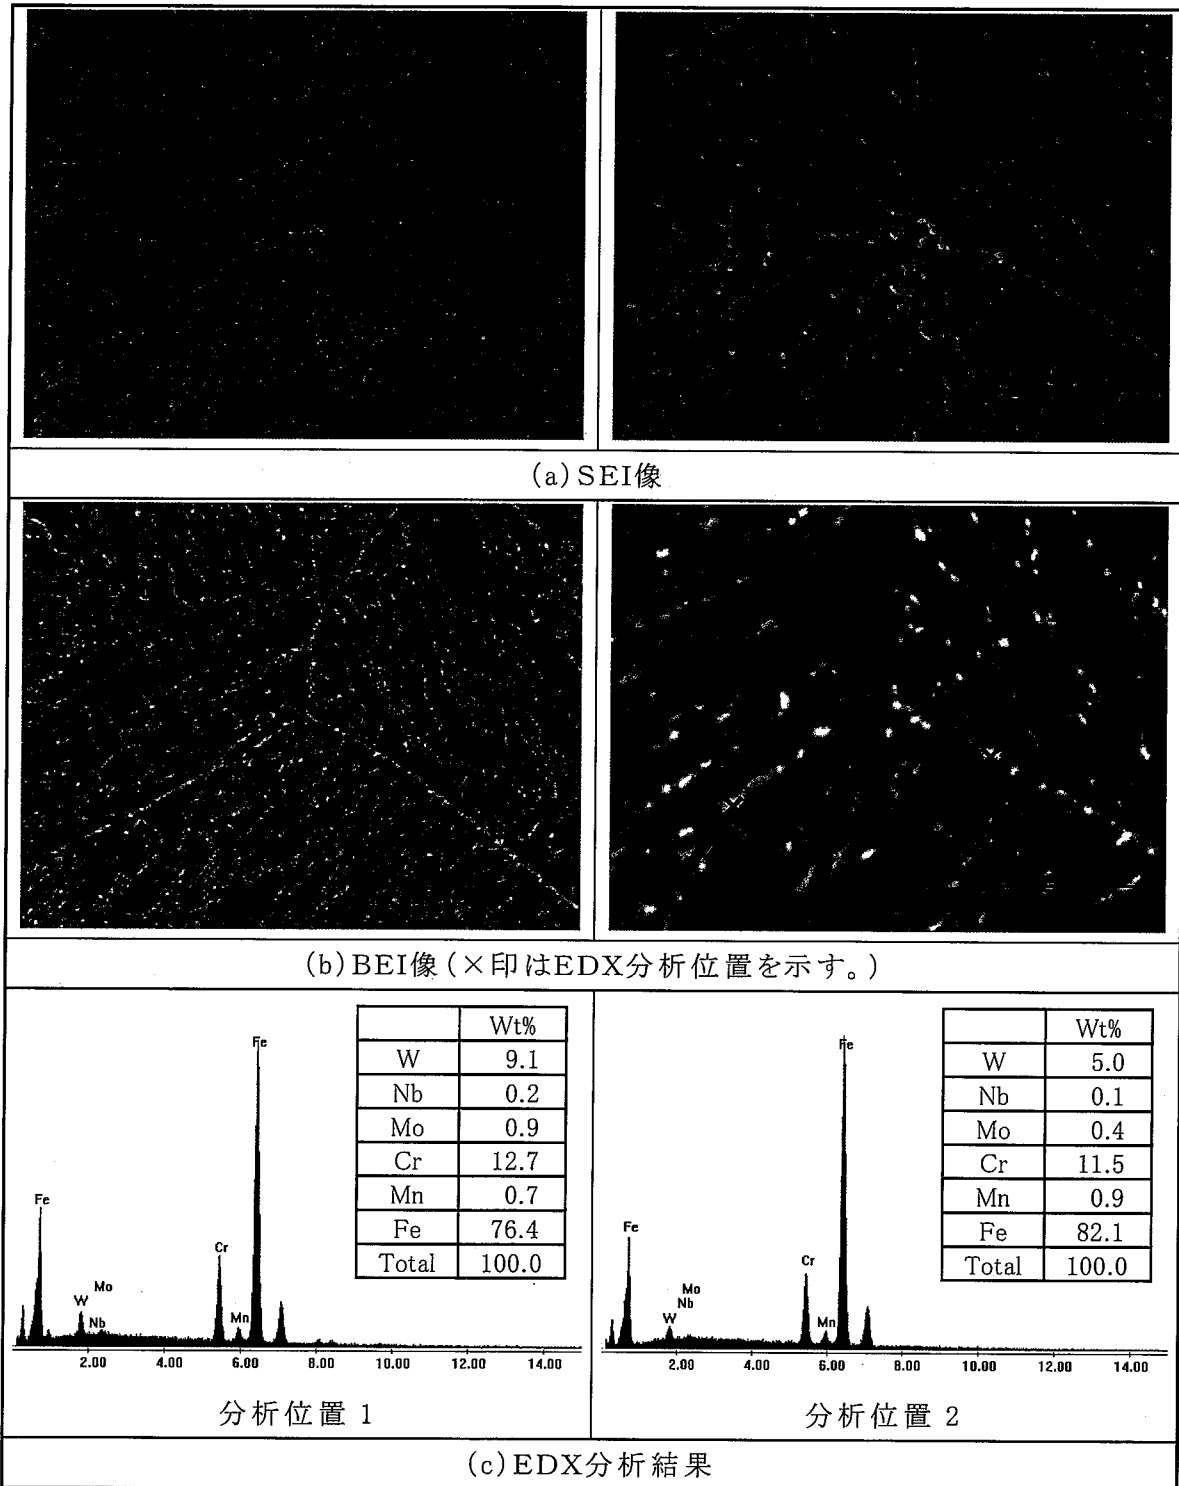 (a)SEI像
(b)BEI像(×印はEDX分析位置を示す。)
Wt%
W 9.1
Nb 0.2
Mo 0.9
Cr 12.7
Mn 0.7
Fe 76.4
Total 100.0
Fe
Fe
Cr
Mo
W
Nb
Mn
2.00 4.00 6.00 8.00 10.00 12.00 14.00
分析位置 1
Wt%
W 5.0
Nb 0.1
Mo 0.4
Cr 11.5
Mn 0.9
Fe 82.1
Total 100.0
Fe
Fe
Cr
Mo
Nb
W
Mn
2.00 4.00 6.00 8.00 10.00 12.00 14.00
分析位置 2
(c)EDX分析結果